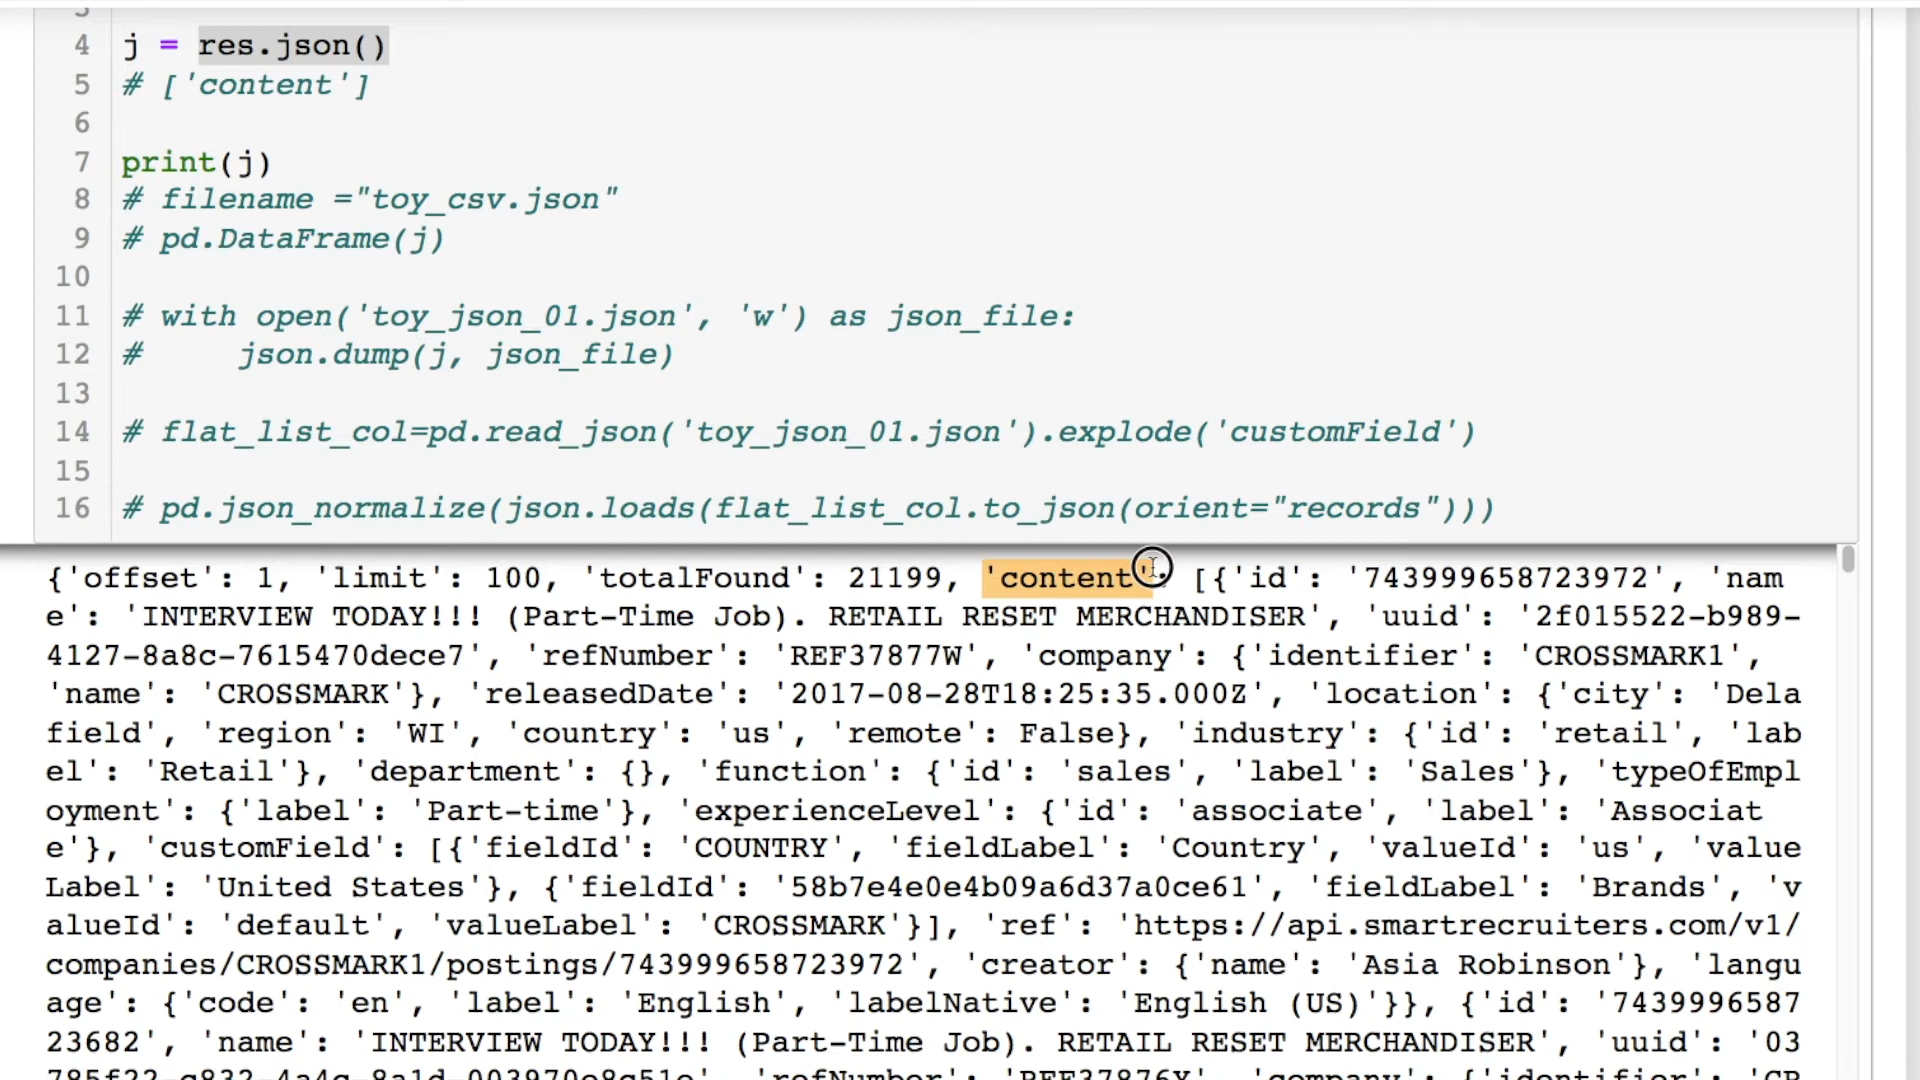 4 j = res.json()
5 # ['content']
6
7 print(j)
8 # filename ="toy_csv.json"
9 # pd.DataFrame(j)
10
11 # with open('toy_json_01.json', 'w') as json_file:
12 #     json.dump(j, json_file)
13
14 # flat_list_col=pd.read_json('toy_json_01.json').explode('customField')
15
16 # pd.json_normalize(json.loads(flat_list_col.to_json(orient="records")))
{'offset': 1, 'limit': 100, 'totalFound': 21199, 'content': [{'id': '743999658723972', 'nam
e': 'INTERVIEW TODAY!!! (Part-Time Job). RETAIL RESET MERCHANDISER', 'uuid': '2f015522-b989-
4127-8a8c-7615470dece7', 'refNumber': 'REF37877W', 'company': {'identifier': 'CROSSMARK1',
'name': 'CROSSMARK'}, 'releasedDate': '2017-08-28T18:25:35.000Z', 'location': {'city': 'Dela
field', 'region': 'WI', 'country': 'us', 'remote': False}, 'industry': {'id': 'retail', 'lab
el': 'Retail'}, 'department': {}, 'function': {'id': 'sales', 'label': 'Sales'}, 'typeOfEmpl
oyment': {'label': 'Part-time'}, 'experienceLevel': {'id': 'associate', 'label': 'Associat
e'}, 'customField': [{'fieldId': 'COUNTRY', 'fieldLabel': 'Country', 'valueId': 'us', 'value
Label': 'United States'}, {'fieldId': '58b7e4e0e4b09a6d37a0ce61', 'fieldLabel': 'Brands', 'v
alueId': 'default', 'valueLabel': 'CROSSMARK'}], 'ref': 'https://api.smartrecruiters.com/v1/
companies/CROSSMARK1/postings/743999658723972', 'creator': {'name': 'Asia Robinson'}, 'langu
age': {'code': 'en', 'label': 'English', 'labelNative': 'English (US)'}}, {'id': '7439996587
23682', 'name': 'INTERVIEW TODAY!!! (Part-Time Job). RETAIL RESET MERCHANDISER', 'uuid': '03